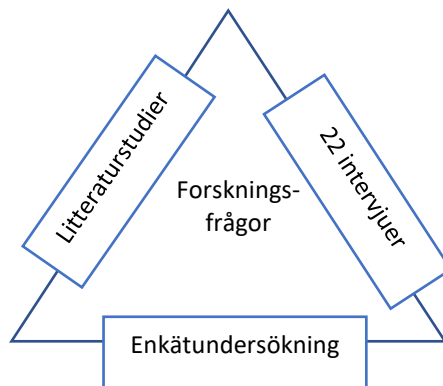 Litteraturstudier
22 intervjuer
Forsknings-
frågor
Enkätundersökning